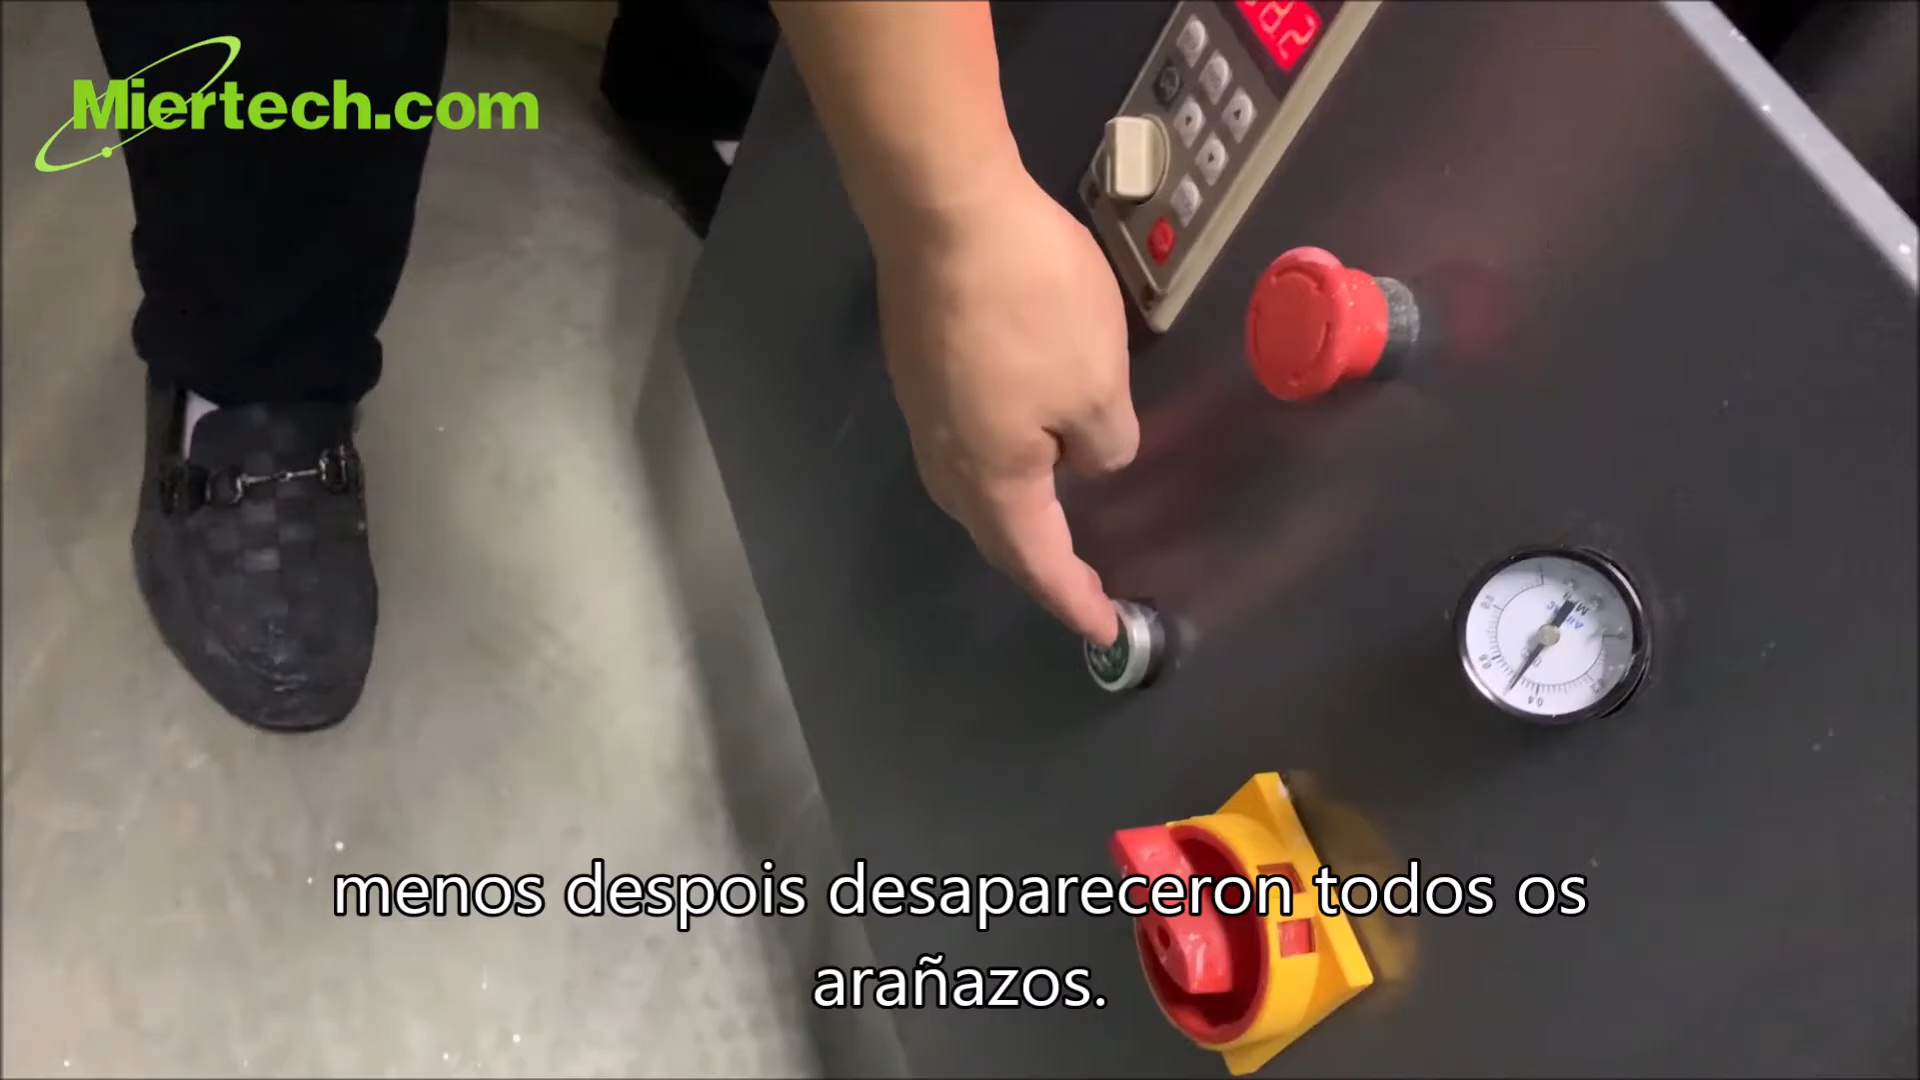 Miertech.com
menos despois desapareceron todos os
arañazos.